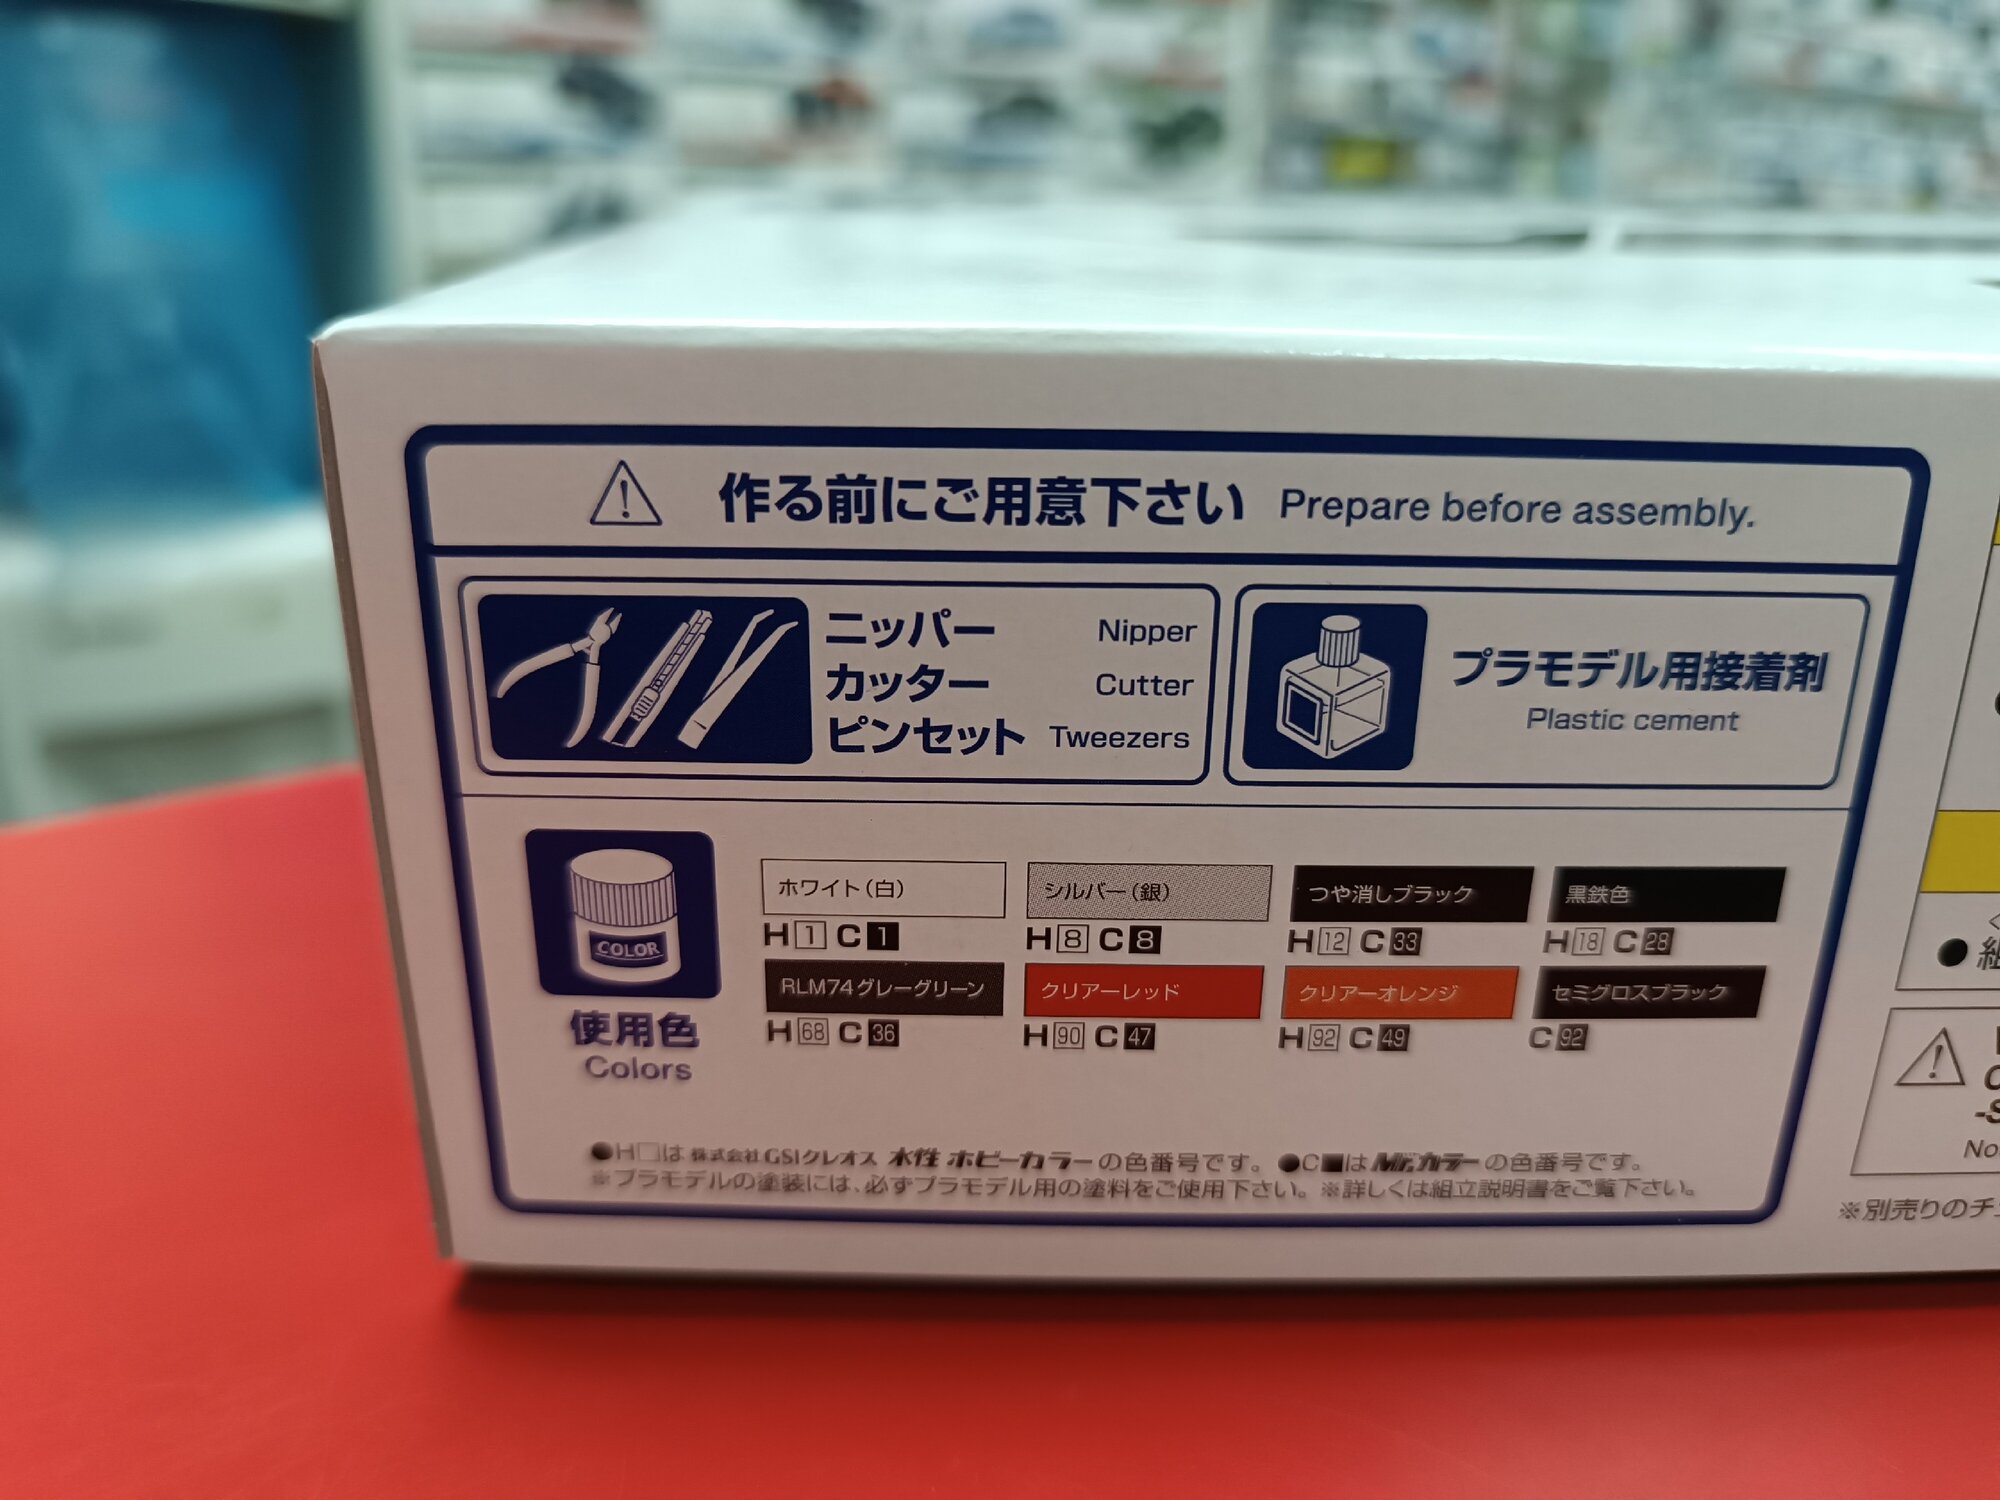 作る前にご用意下さい Prepare before assembly.
ニッパー Nipper
カッター Cutter
ピンセット Tweezers
プラモデル用接着剤
Plastic cement
COLOR
使用色
Colors
ホワイト(白) シルバー(銀) つや消しブラック 黒鉄色
H 1 C 1 H 8 C 8 H 12 C 33 H 18 C 28
RLM74グレーグリーン クリアーレッド クリアーオレンジ セミグロスブラック
H 68 C 36 H 90 C 47 H 92 C 49 C 92
●H□は 株式会社GSIクレオス 水性 ホビーカラー の色番号です。 ●C■は Mr.カラー の色番号です。
※プラモデルの塗装には、必ずプラモデル用の塗料をご使用下さい。※詳しくは組立説明書をご覧下さい。
● 組
No
※別売りのチ